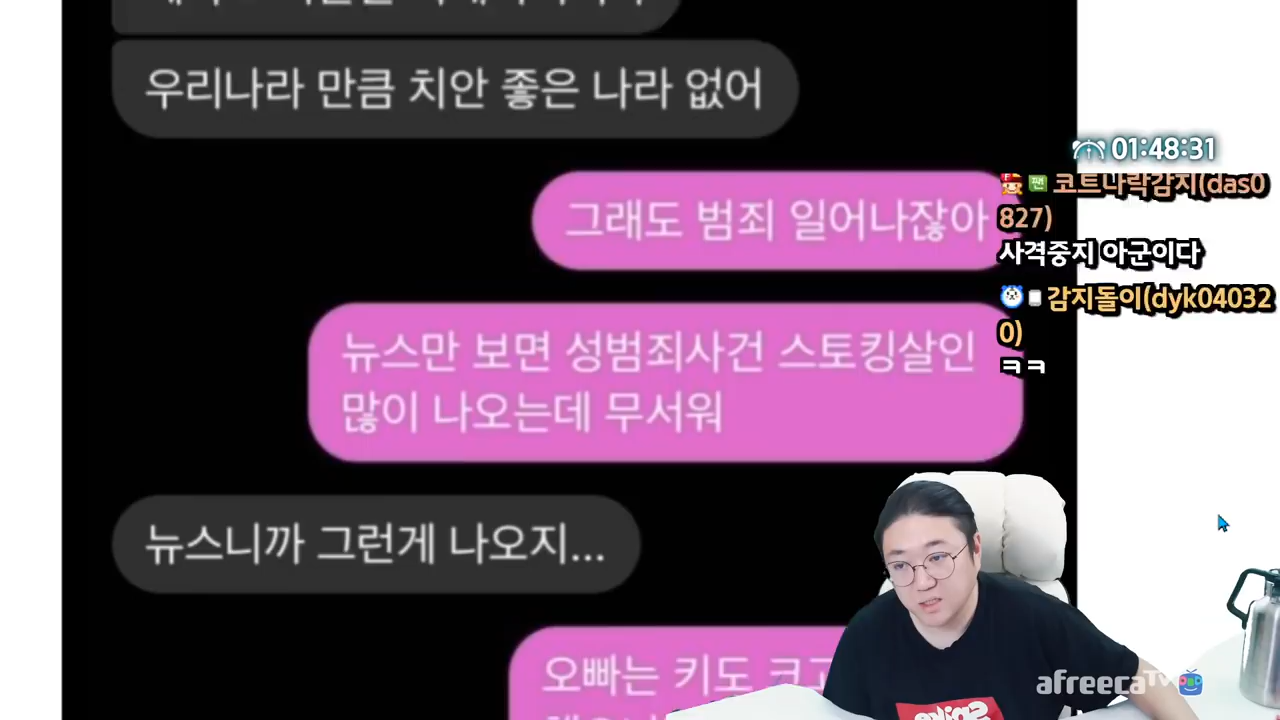 우리나라 만큼 치안 좋은 나라 없어
그래도 범죄 일어나잖아
뉴스만 보면 성범죄사건 스토킹살인
많이 나오는데 무서워
뉴스니까 그런게 나오지...
오빠는 키도 크고
01:48:31
팬 코트나락감지(das0
827)
사격중지 아군이다
감지돌이(dyk04032
0)
ㅋㅋ
afreecaTV